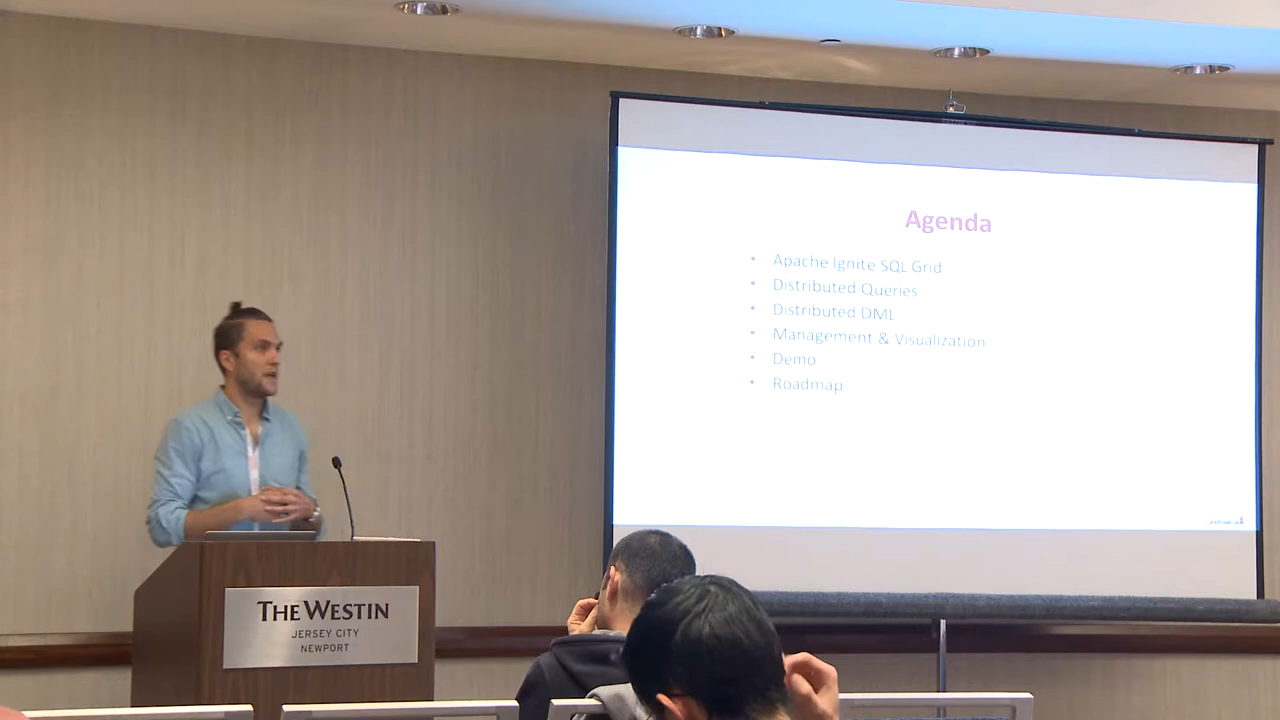 Agenda
• Apache Ignite SQL Grid
• Distributed Queries
• Distributed DML
• Management & Visualization
• Demo
• Roadmap
THE WESTIN
JERSEY CITY
NEWPORT